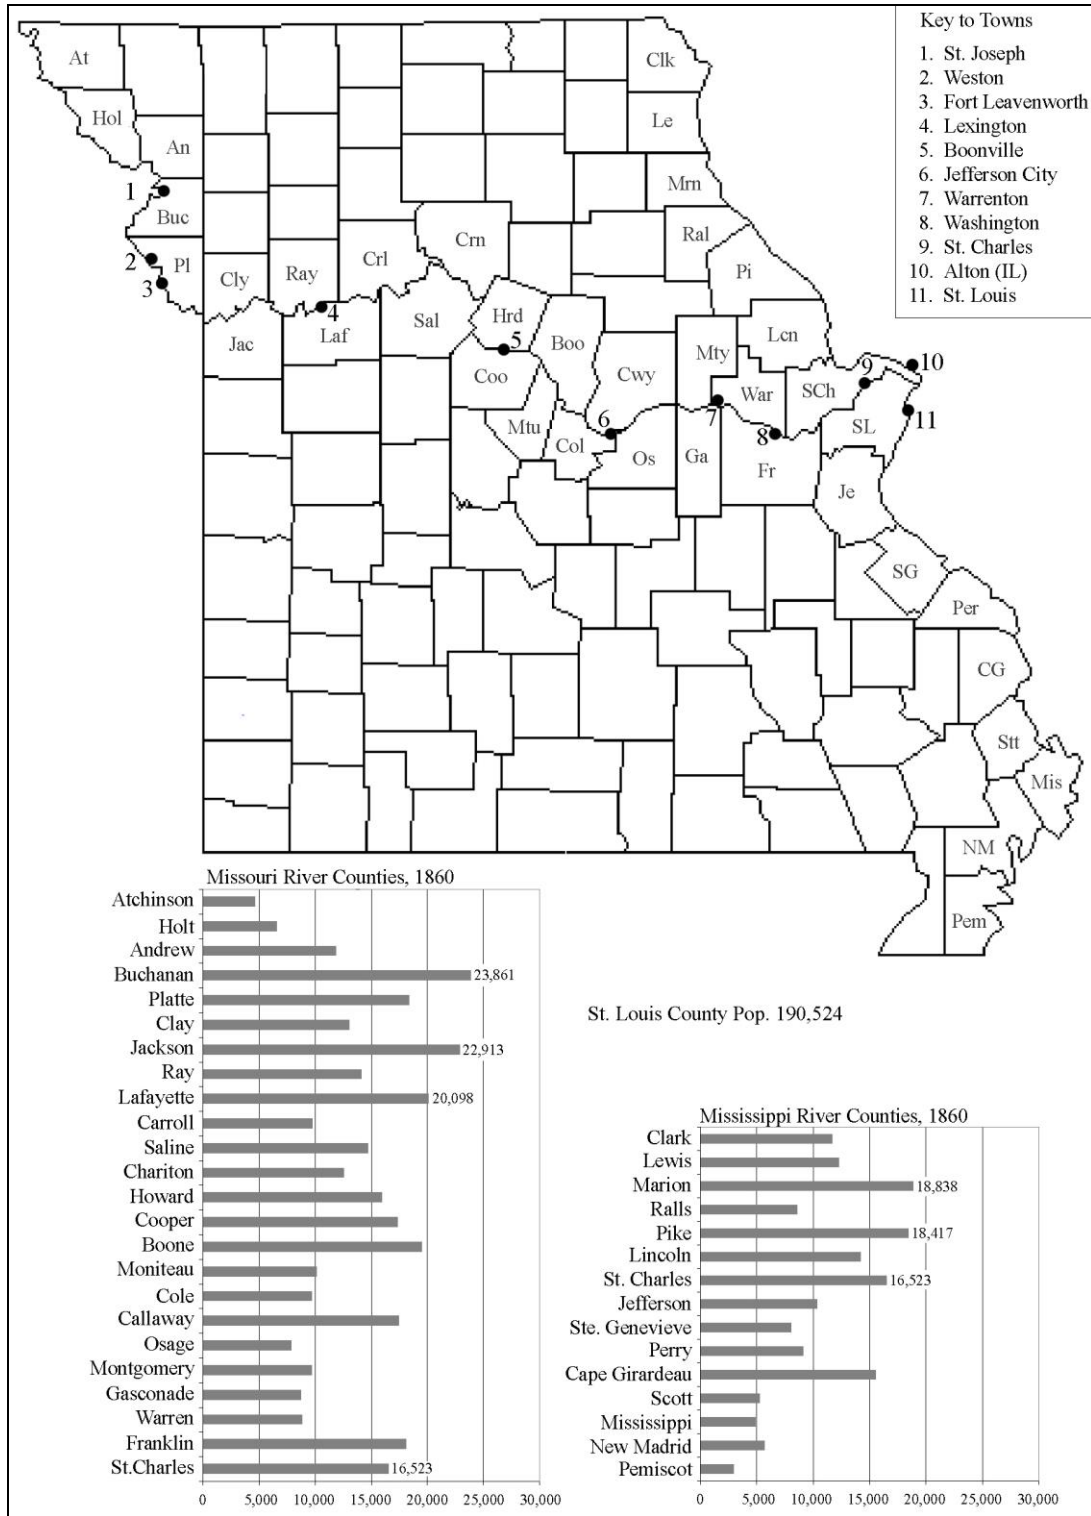 Key to Towns
1. St. Joseph
2. Weston
3. Fort Leavenworth
4. Lexington
5. Boonville
6. Jefferson City
7. Warrenton
8. Washington
9. St. Charles
10. Alton (IL)
11. St. Louis
At
Clk
Hol
Le
An
Mrn
1
Buc
Ral
Crn
2
Pl
Crl
Pi
3
Cly
Ray
4
Sal
Hrd
Jac
Laf
5
Boo
Mty
Lcn
10
9
Coo
Cwy
War
SCh
7
11
6
Mtu
8
SL
Col
Os
Ga
Fr
Je
SG
Per
CG
Stt
Mis
NM
Pem
Missouri River Counties, 1860
Atchinson
Holt
Andrew
Buchanan 23,861
Platte
Clay
Jackson 22,913
Ray
Lafayette 20,098
Carroll
Saline
Chariton
Howard
Cooper
Boone
Moniteau
Cole
Callaway
Osage
Montgomery
Gasconade
Warren
Franklin
St.Charles 16,523
0 5,000 10,000 15,000 20,000 25,000 30,000
St. Louis County Pop. 190,524
Mississippi River Counties, 1860
Clark
Lewis
Marion 18,838
Ralls
Pike 18,417
Lincoln
St. Charles 16,523
Jefferson
Ste. Genevieve
Perry
Cape Girardeau
Scott
Mississippi
New Madrid
Pemiscot
0 5,000 10,000 15,000 20,000 25,000 30,000